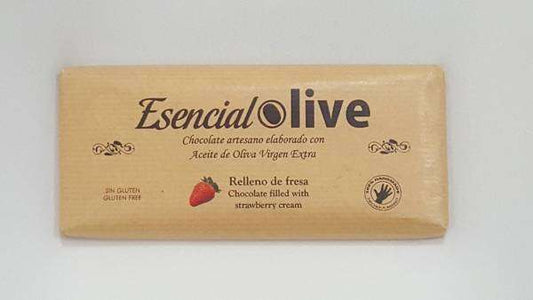 Esencial Olive
Chocolate artesano elaborado con
Aceite de Oliva Virgen Extra
Relleno de fresa
Chocolate filled with
strawberry cream
SIN GLUTEN
GLUTEN FREE